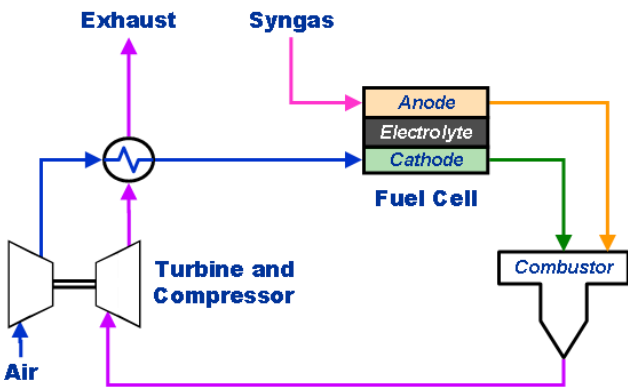 Exhaust
Syngas
Anode
Electrolyte
Cathode
Fuel Cell
Turbine and
Compressor
Combustor
Air